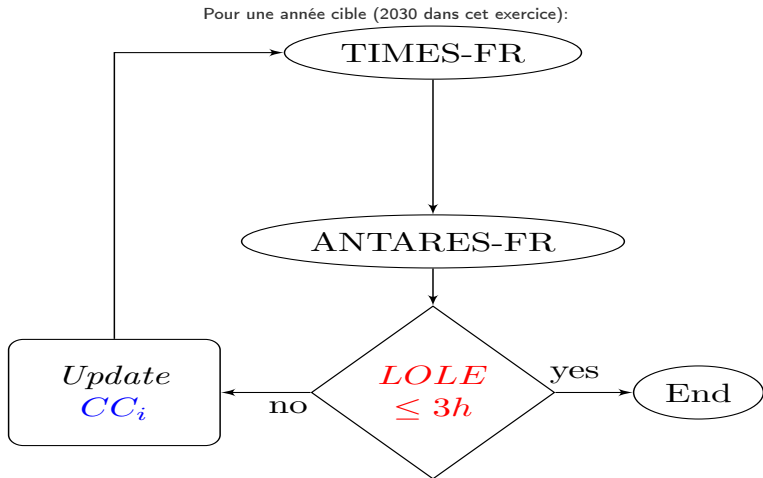 Pour une année cible (2030 dans cet exercice):
TIMES-FR
ANTARES-FR
Update
CC_i
no
LOLE
≤ 3h
yes
End